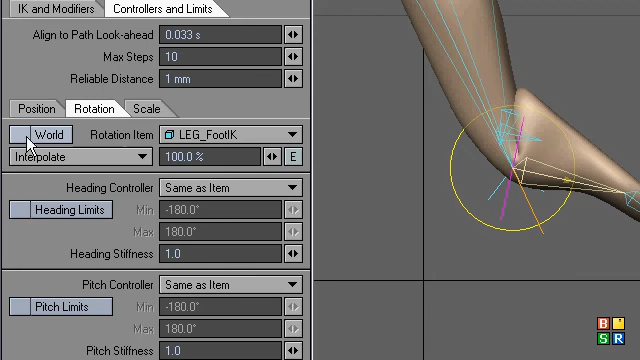 IK and Modifiers Controllers and Limits
Align to Path Look-ahead 0.033 s
Max Steps 10
Reliable Distance 1 mm
Position Rotation Scale
World Rotation Item LEG_FootIK
Interpolate 100.0 % E
Heading Controller Same as Item
Heading Limits Min -180.0°
Max 180.0°
Heading Stiffness 1.0
Pitch Controller Same as Item
Pitch Limits Min -180.0°
Max 180.0°
Pitch Stiffness 1.0
B
S R